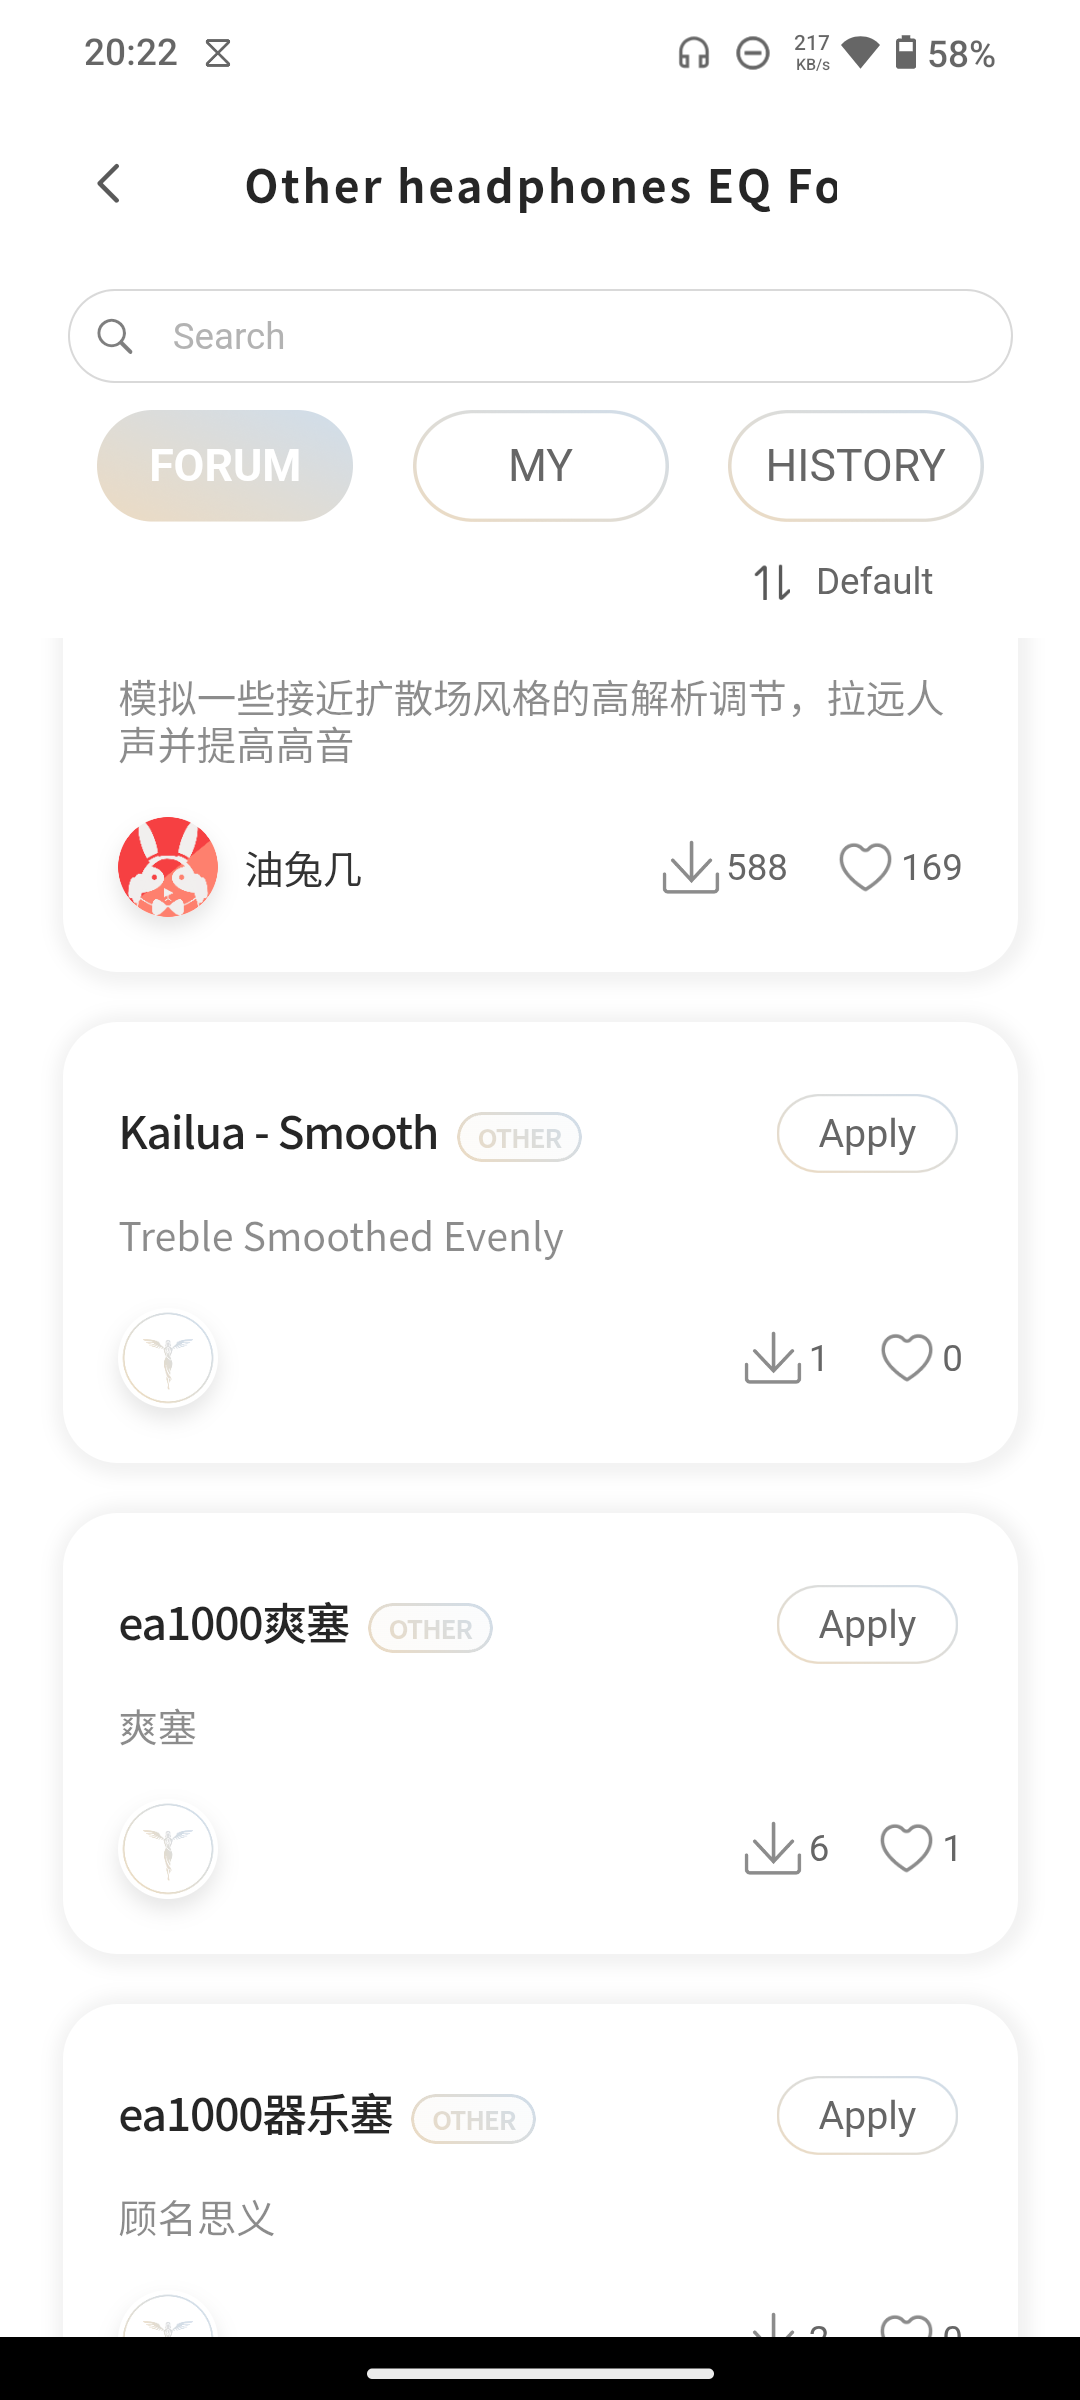 20:22
217
KB/s
58%
Other headphones EQ Fo
Search
FORUM
MY
HISTORY
Default
模拟一些接近扩散场风格的高解析调节，拉远人
声并提高高音
油兔几
588
169
Kailua - Smooth
OTHER
Apply
Treble Smoothed Evenly
1
0
ea1000爽塞
OTHER
Apply
爽塞
6
1
ea1000器乐塞
OTHER
Apply
顾名思义